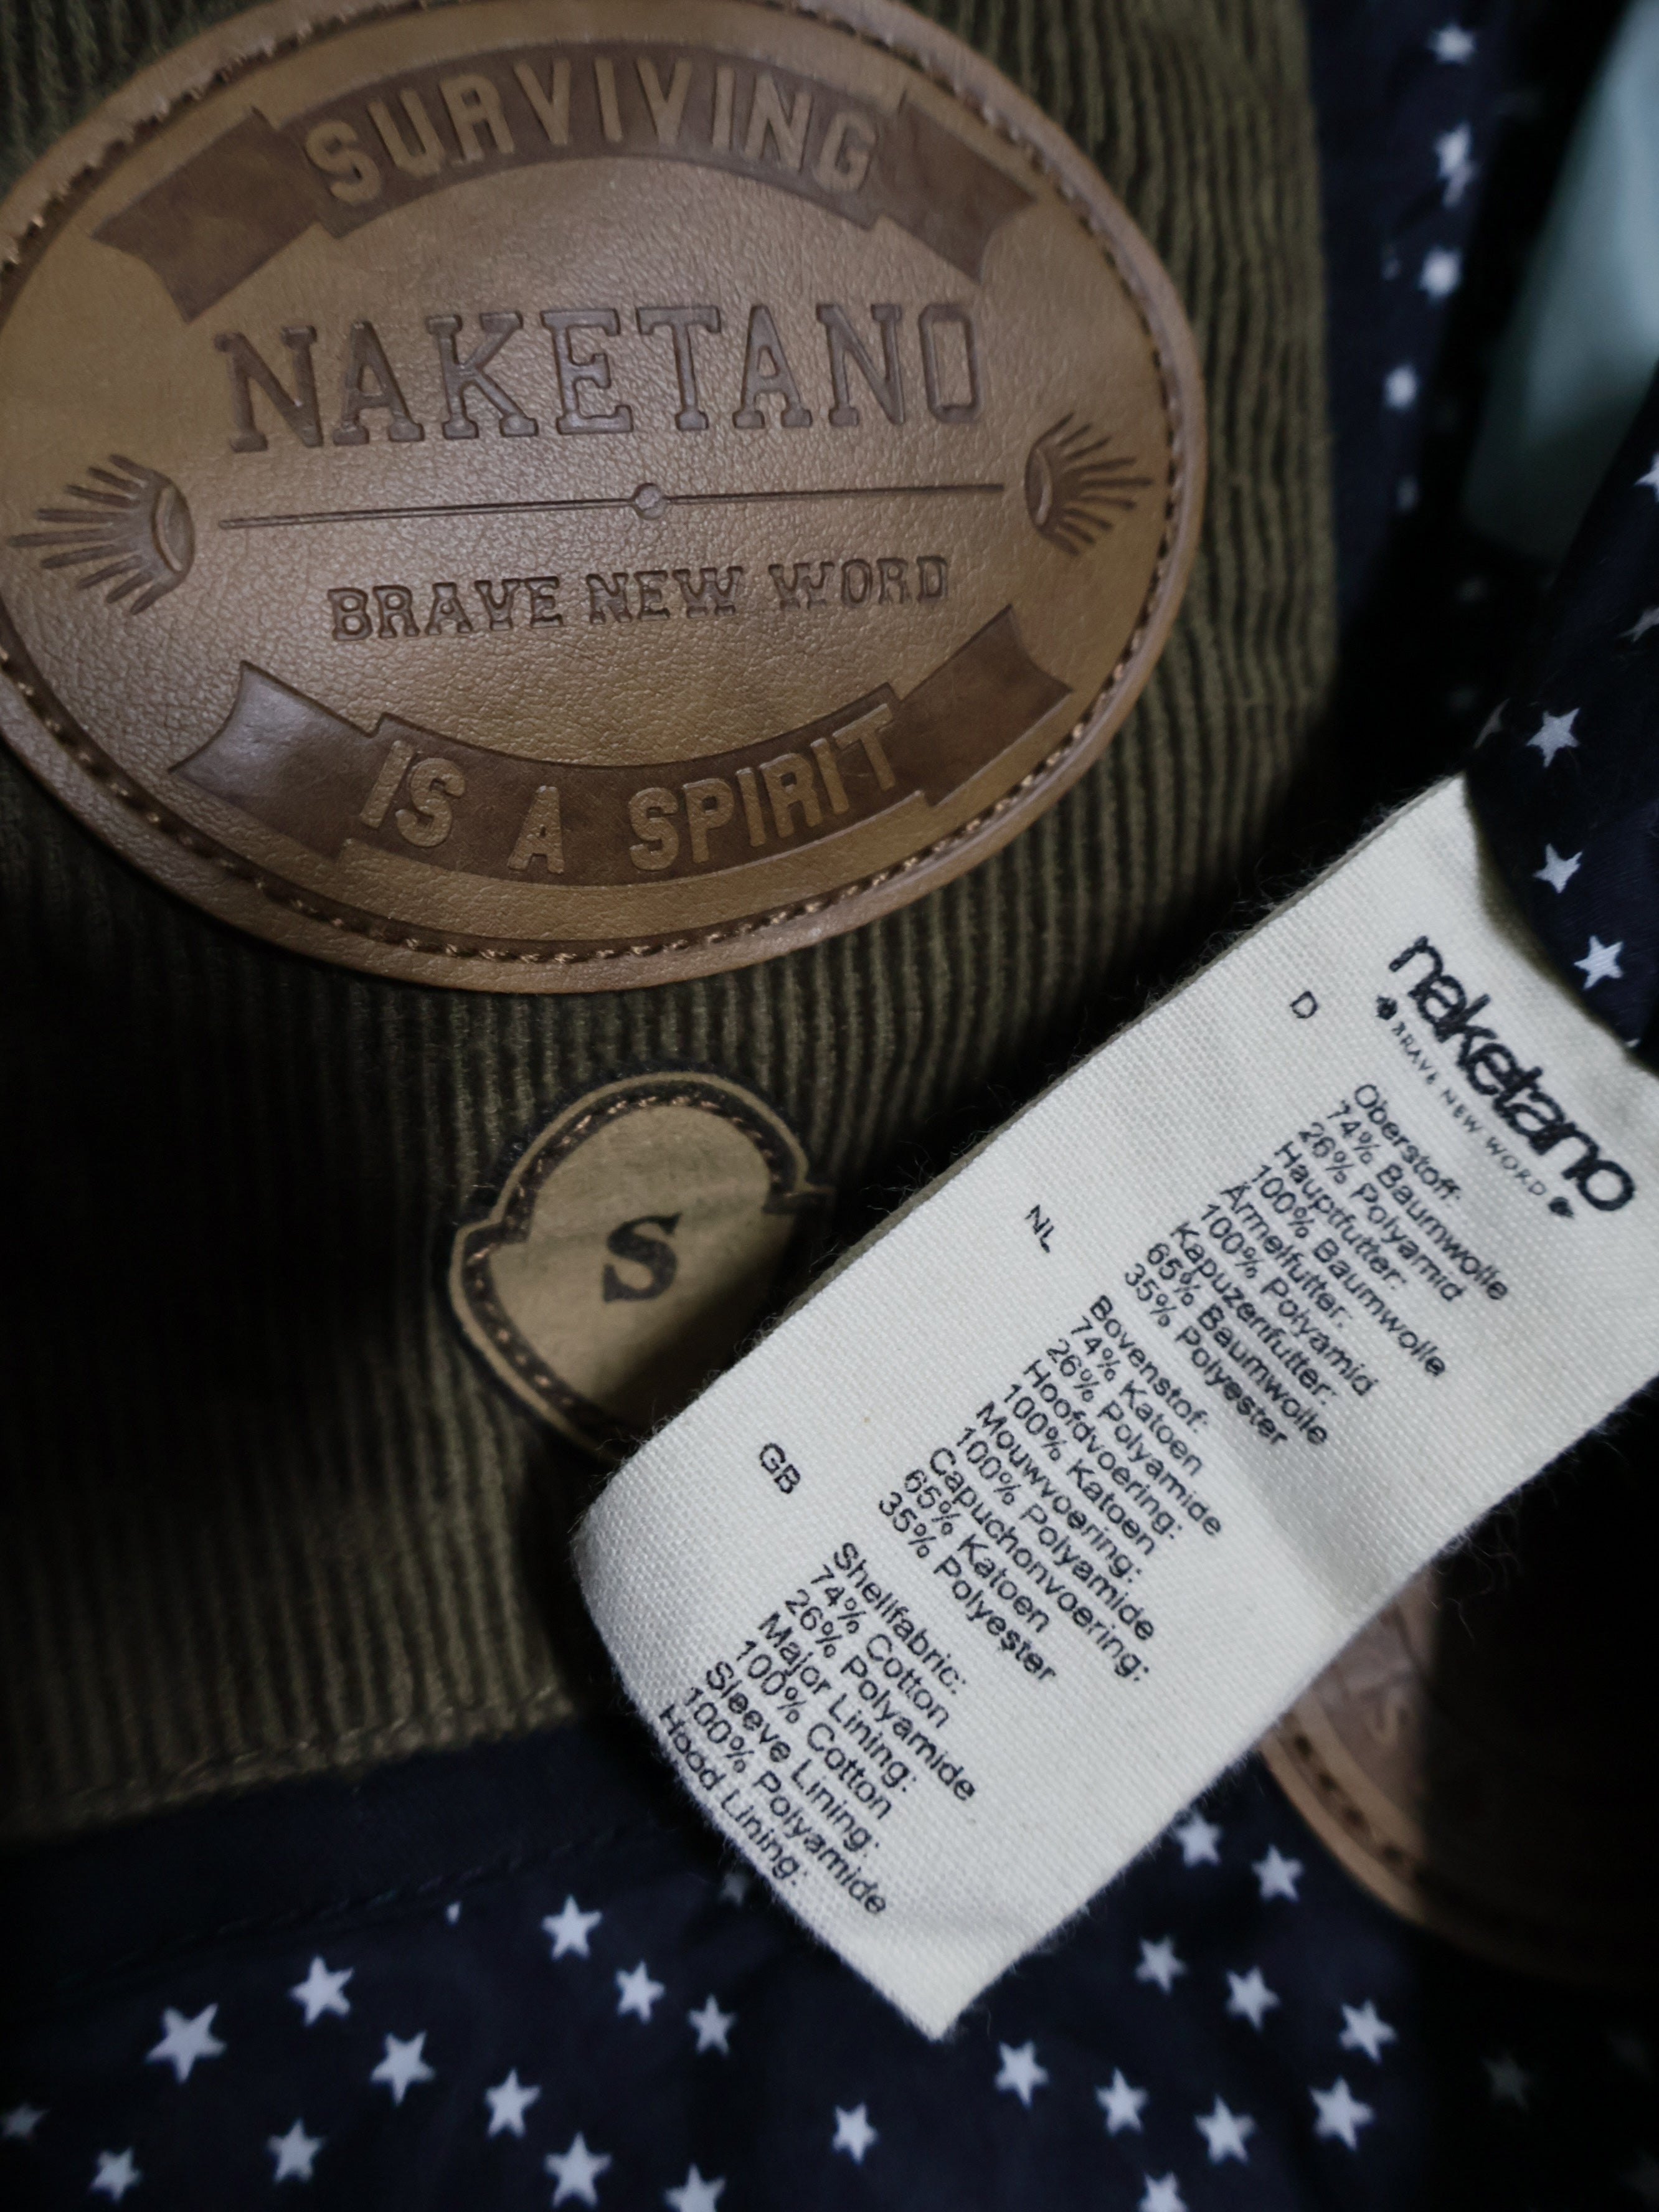 SURVIVING
NAKETANO
BRAVE NEW WORD
IS A SPIRIT
S
naketano
BRAVE NEW WORD
D
Oberstoff:
74% Baumwolle
26% Polyamid
Hauptfutter:
100% Baumwolle
Ärmelfutter:
100% Polyamid
Kapuzenfutter:
65% Baumwolle
35% Polyester
NL
Bovenstof:
74% Katoen
26% Polyamide
Hoofdvoering:
100% Katoen
Mouwvoering:
100% Polyamide
Capuchonvoering:
65% Katoen
35% Polyester
GB
Shellfabric:
74% Cotton
26% Polyamide
Major Lining:
100% Cotton
Sleeve Lining:
100% Polyamide
Hood Lining: